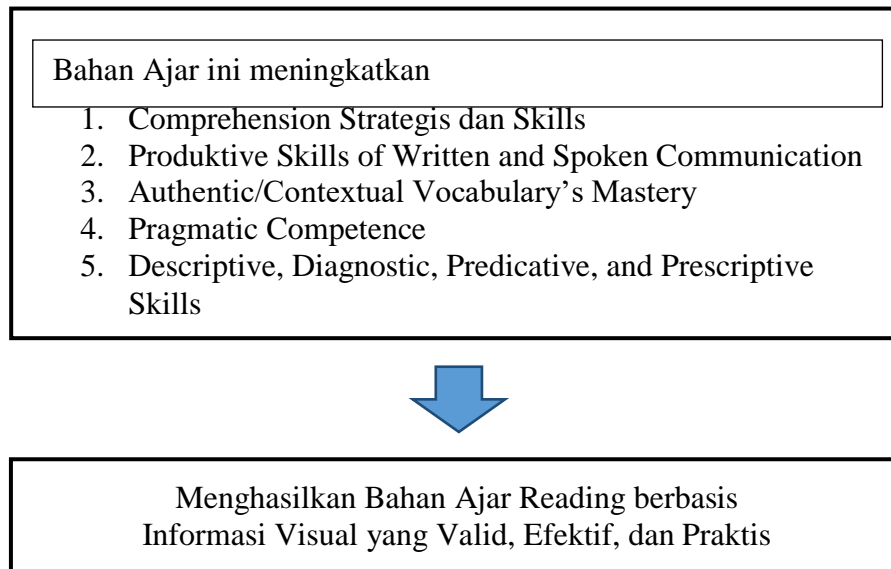 Bahan Ajar ini meningkatkan
1. Comprehension Strategis dan Skills
2. Produktive Skills of Written and Spoken Communication
3. Authentic/Contextual Vocabulary's Mastery
4. Pragmatic Competence
5. Descriptive, Diagnostic, Predicative, and Prescriptive
Skills
Menghasilkan Bahan Ajar Reading berbasis
Informasi Visual yang Valid, Efektif, dan Praktis